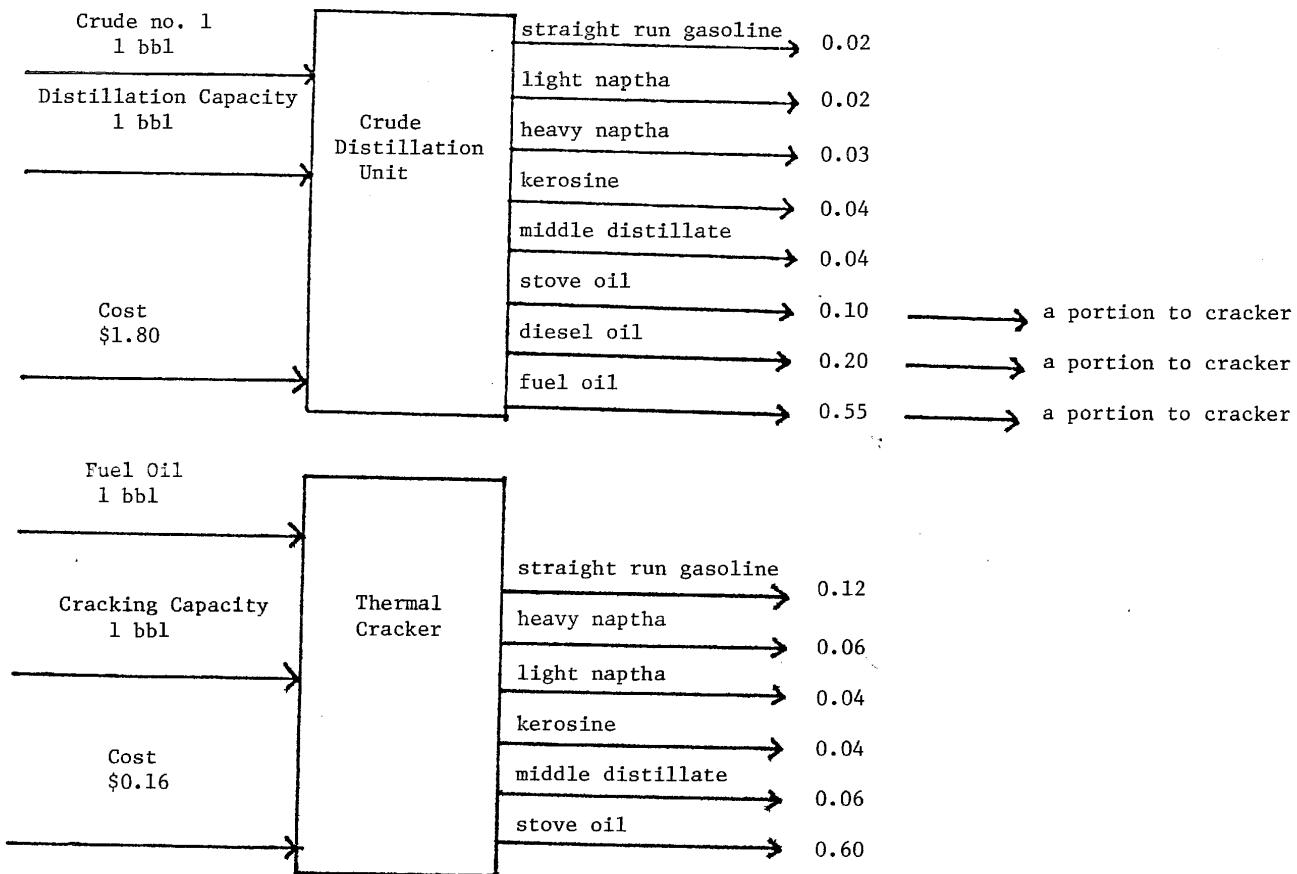 Crude no. 1
1 bbl
Distillation Capacity
1 bbl
Cost
$1.80
Crude
Distillation
Unit
straight run gasoline 0.02
light naptha 0.02
heavy naptha 0.03
kerosine 0.04
middle distillate 0.04
stove oil 0.10 a portion to cracker
diesel oil 0.20 a portion to cracker
fuel oil 0.55 a portion to cracker
Fuel Oil
1 bbl
Cracking Capacity
1 bbl
Cost
$0.16
Thermal
Cracker
straight run gasoline 0.12
heavy naptha 0.06
light naptha 0.04
kerosine 0.04
middle distillate 0.06
stove oil 0.60